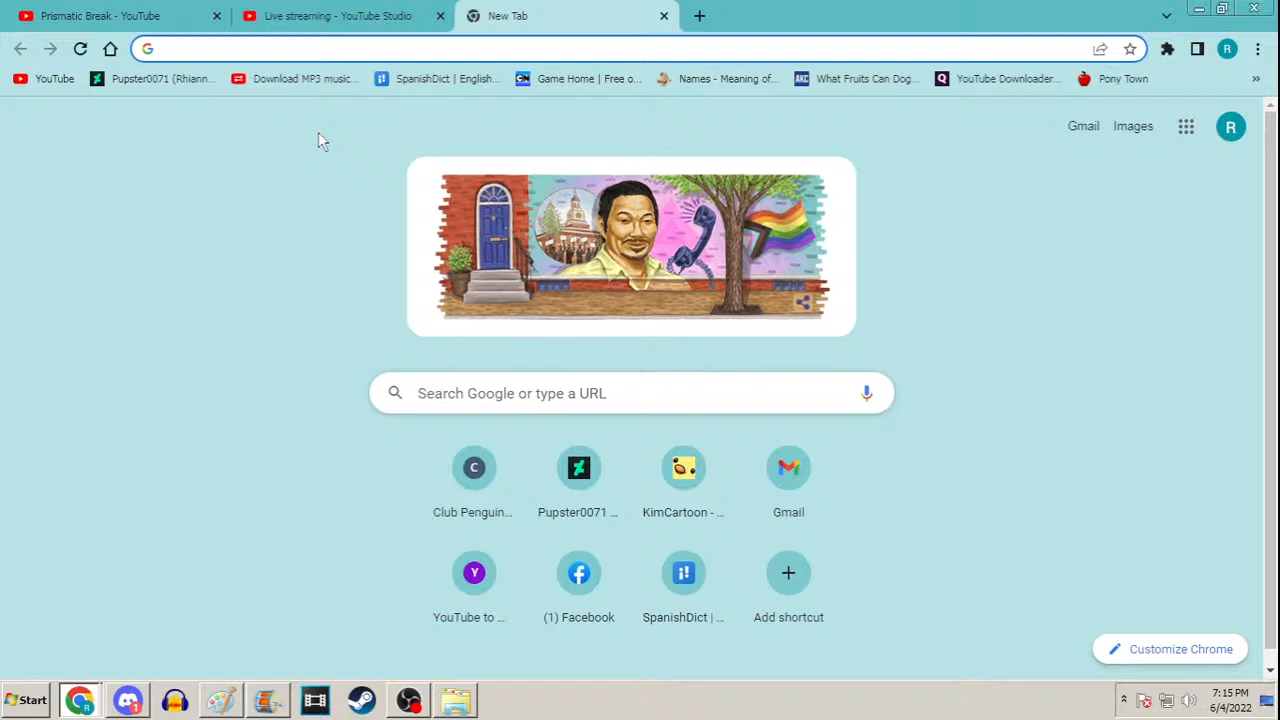 Prismatic Break - YouTube
Live streaming - YouTube Studio
New Tab
R
YouTube
Pupster0071 (Rhiann...
Download MP3 music...
SpanishDict | English...
CN
Game Home | Free o...
Names - Meaning of...
AKC
What Fruits Can Dog...
Q
YouTube Downloader...
Pony Town
»
Gmail
Images
R
Search Google or type a URL
C
Club Penguin...
Pupster0071 ...
KimCartoon - ...
Gmail
Y
YouTube to ...
(1) Facebook
SpanishDict | ...
Add shortcut
Customize Chrome
Start
R
1
7:15 PM
6/4/2022